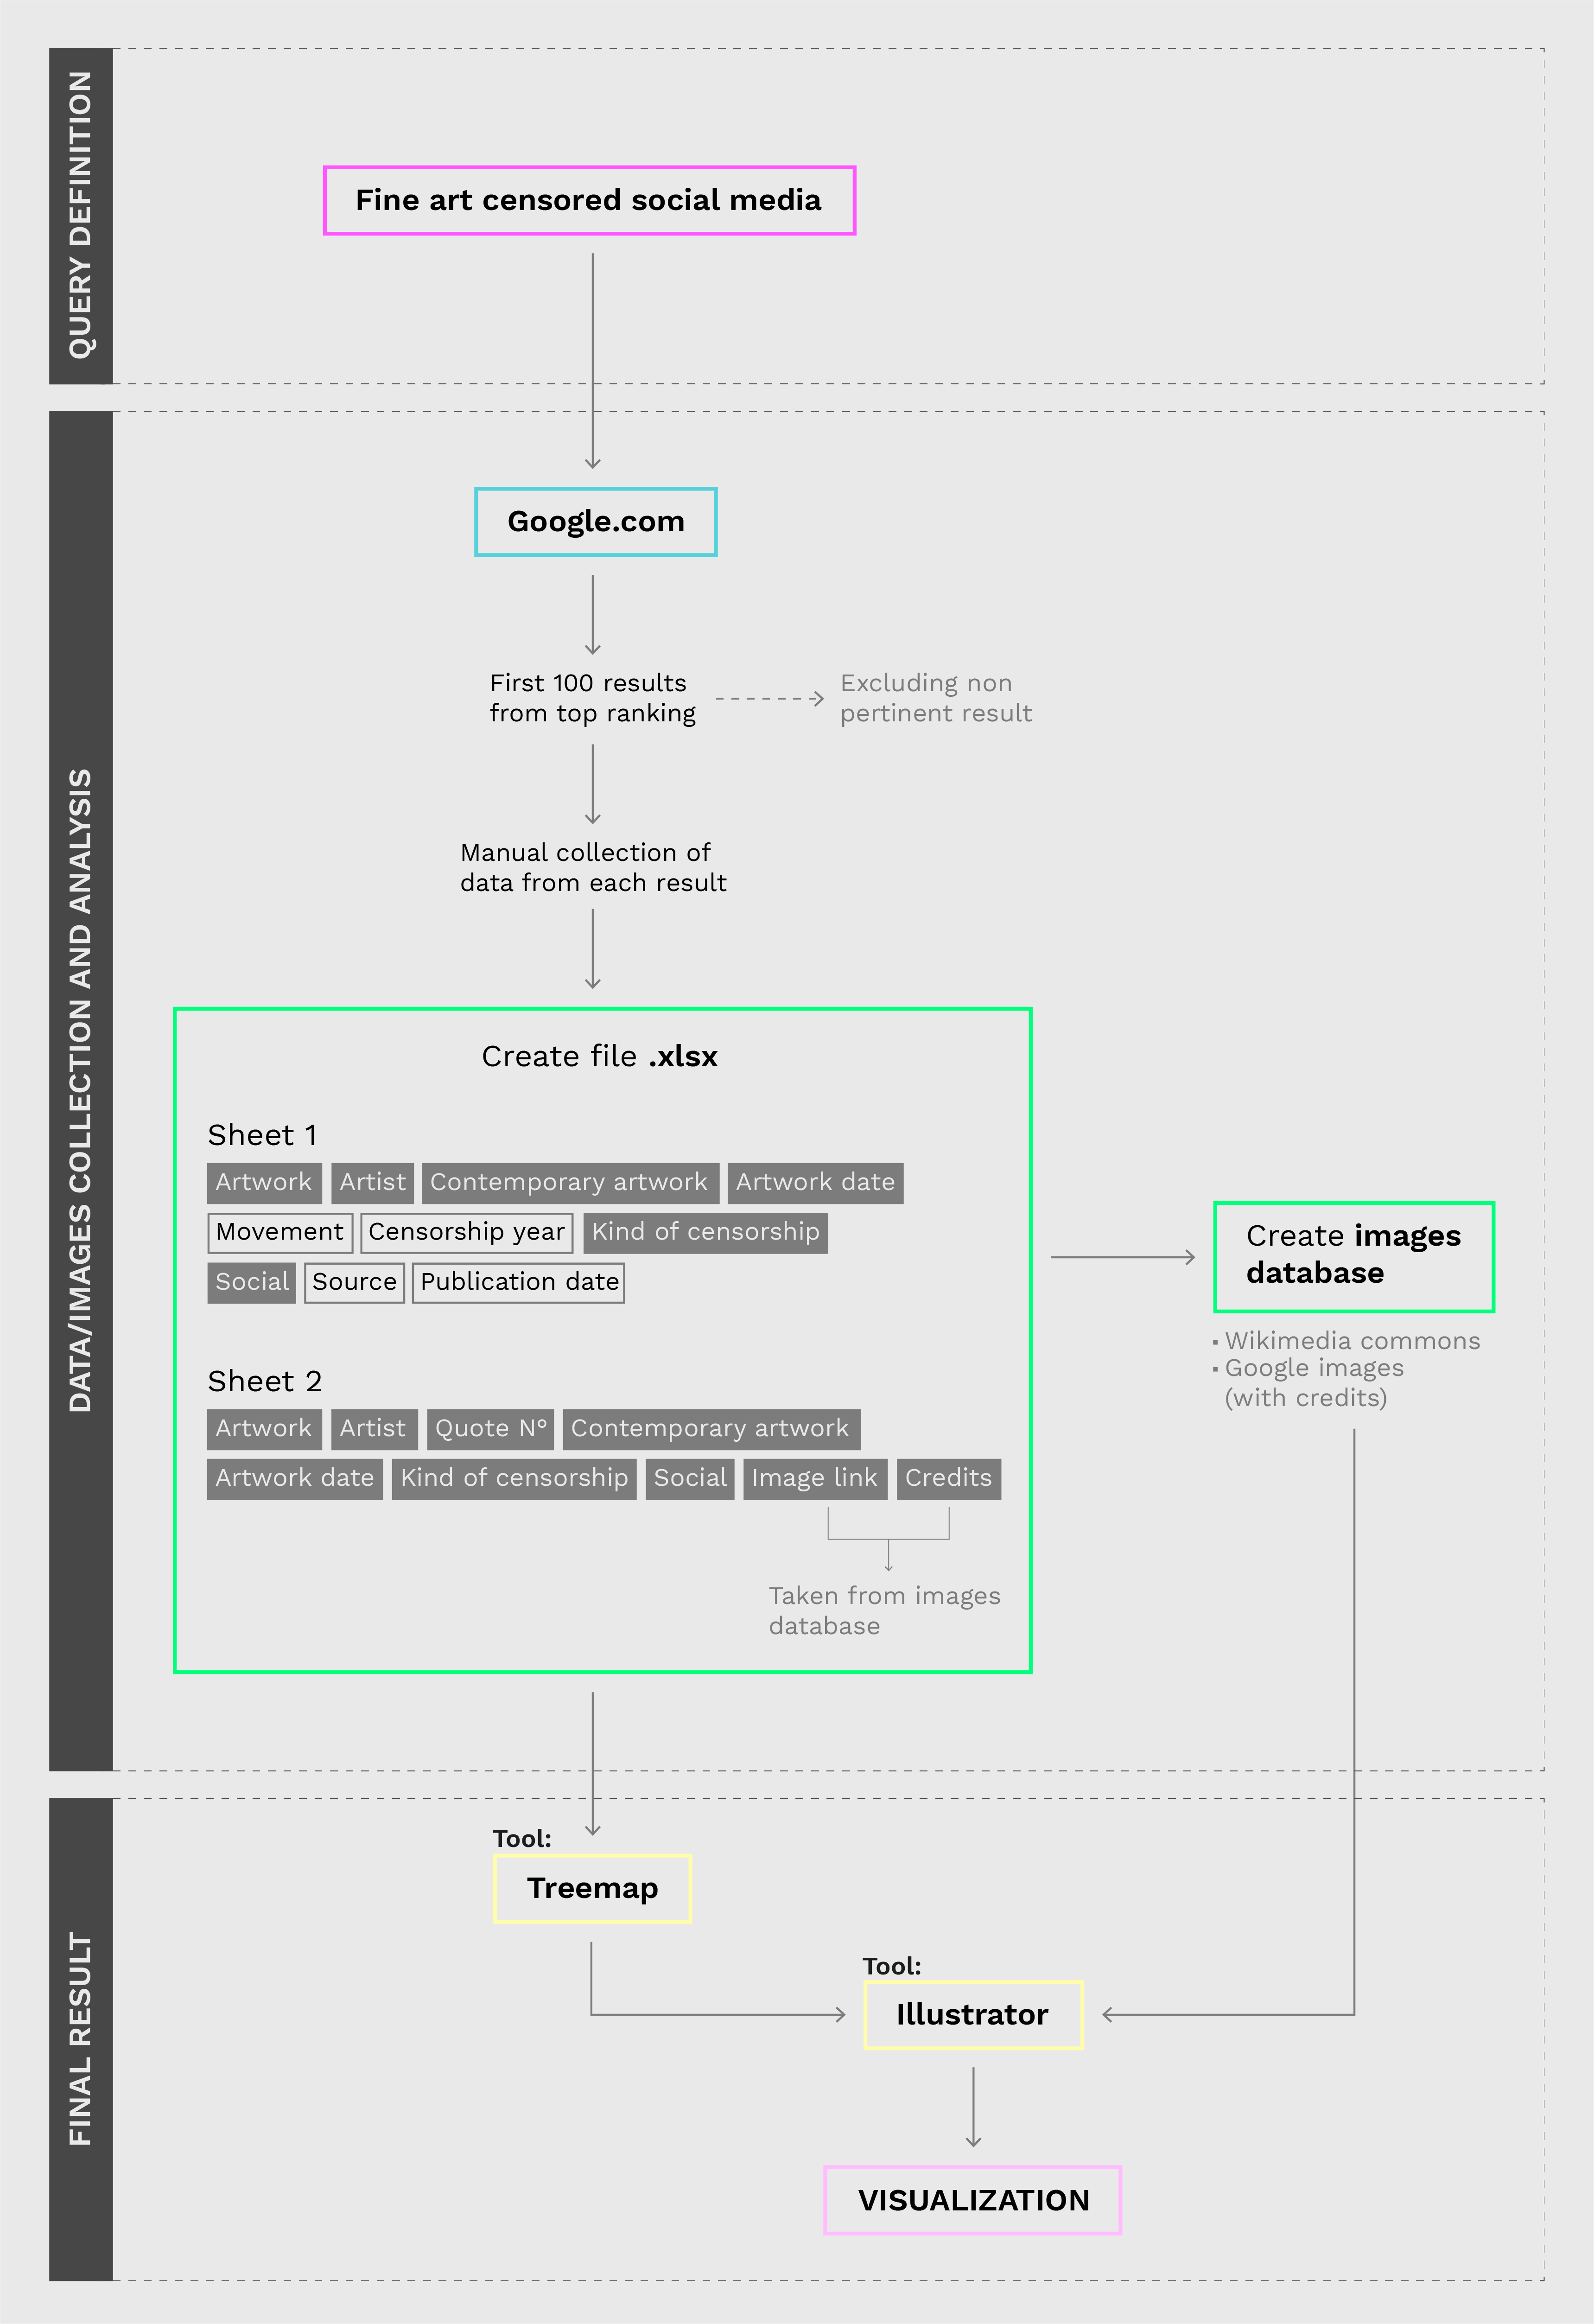 QUERY DEFINITION
Fine art censored social media
DATA/IMAGES COLLECTION AND ANALYSIS
Google.com
First 100 results
from top ranking
Excluding non
pertinent result
Manual collection of
data from each result
Create file .xlsx
Sheet 1
Artwork Artist Contemporary artwork Artwork date
Movement Censorship year Kind of censorship
Social Source Publication date
Sheet 2
Artwork Artist Quote N° Contemporary artwork
Artwork date Kind of censorship Social Image link Credits
Taken from images
database
Create images
database
Wikimedia commons
Google images
(with credits)
FINAL RESULT
Tool:
Treemap
Tool:
Illustrator
VISUALIZATION